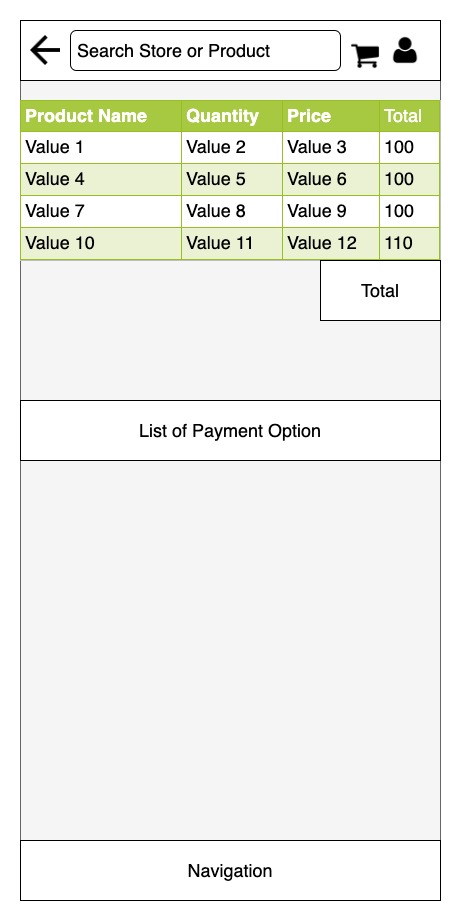 Search Store or Product
Product Name Quantity Price Total
Value 1 Value 2 Value 3 100
Value 4 Value 5 Value 6 100
Value 7 Value 8 Value 9 100
Value 10 Value 11 Value 12 110
Total
List of Payment Option
Navigation